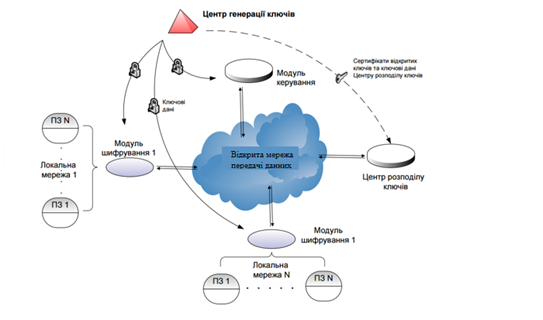 Центр генерації ключів
Сертифікати відкритих
ключів та ключові дані
Центру розподілу ключів
Модуль
керування
Ключові
дані
ПЗ N
Модуль
шифрування 1
Локальна
мережа 1
ПЗ 1
Відкрита мережа
передачі данних
Центр розподілу
ключів
Модуль
шифрування 1
Локальна
мережа N
ПЗ 1
ПЗ N